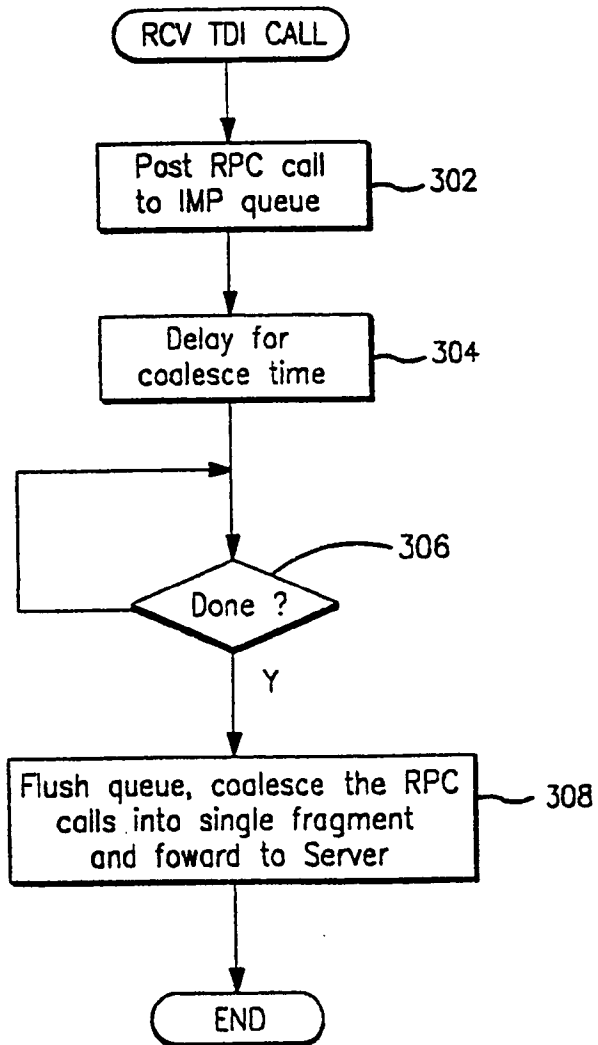 RCV TDI CALL
Post RPC call
to IMP queue
302
Delay for
coalesce time
304
306
Done ?
Y
Flush queue, coalesce the RPC
calls into single fragment
and foward to Server
308
END